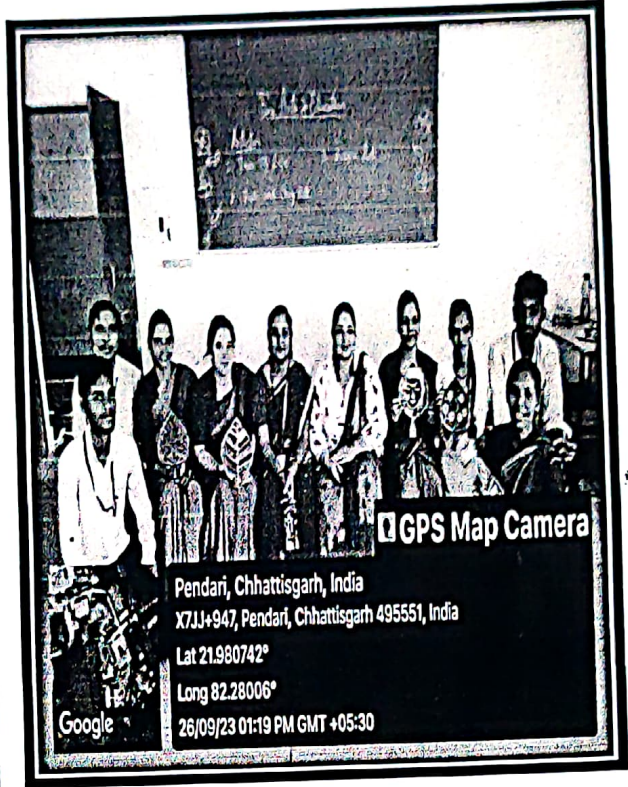 GPS Map Camera
Pendari, Chhattisgarh, India
X7JJ+947, Pendari, Chhattisgarh 495551, India
Lat 21.980742°
Long 82.28006°
26/09/23 01:19 PM GMT +05:30
Google